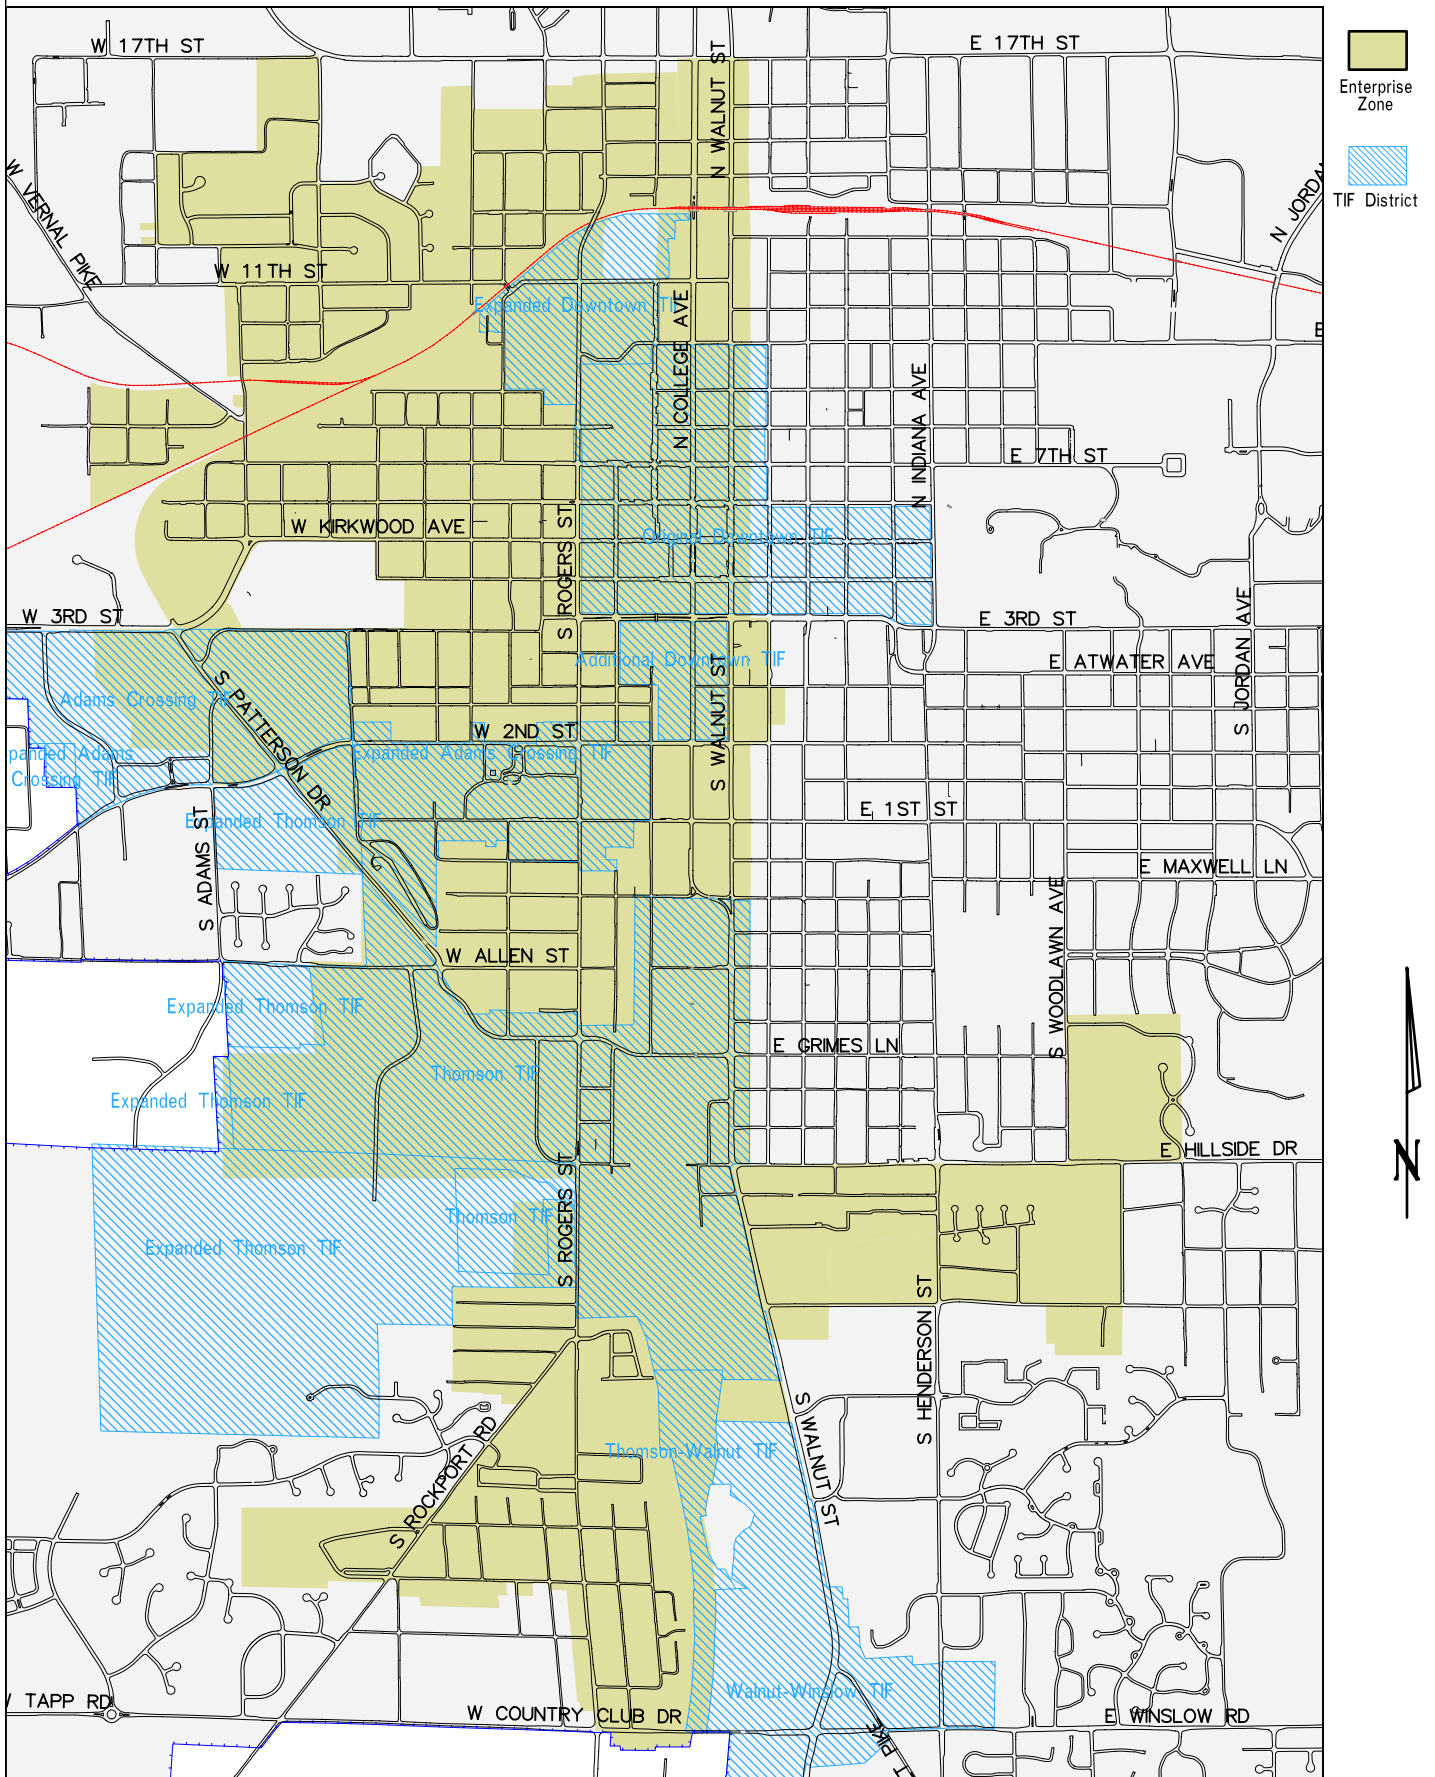 W 17TH ST
E 17TH ST
N WALNUT ST
Enterprise
Zone
TIF District
W VERNAL PIKE
N JORDA
W 11TH ST
Expanded Downtown TIF
N COLLEGE AVE
E
N INDIANA AVE
E 7TH ST
W KIRKWOOD AVE
S ROGERS ST
Original Downtown TIF
W 3RD ST
E 3RD ST
S JORDAN AVE
Additional Downtown TIF
E ATWATER AVE
S WALNUT ST
Adams Crossing TIF
S PATTERSON DR
W 2ND ST
panded Adams
Crossing TIF
Expanded Adams Crossing TIF
E 1ST ST
Expanded Thomson TIF
S ADAMS ST
E MAXWELL LN
S WOODLAWN AVE
W ALLEN ST
Expanded Thomson TIF
E GRIMES LN
Thomson TIF
Expanded Thomson TIF
E HILLSIDE DR
N
S ROGERS ST
Thomson TIF
Expanded Thomson TIF
S HENDERSON ST
S WALNUT ST
Thomson-Walnut TIF
S ROCKPORT RD
Walnut-Winslow TIF
TAPP RD
W COUNTRY CLUB DR
E WINSLOW RD
T PIKE